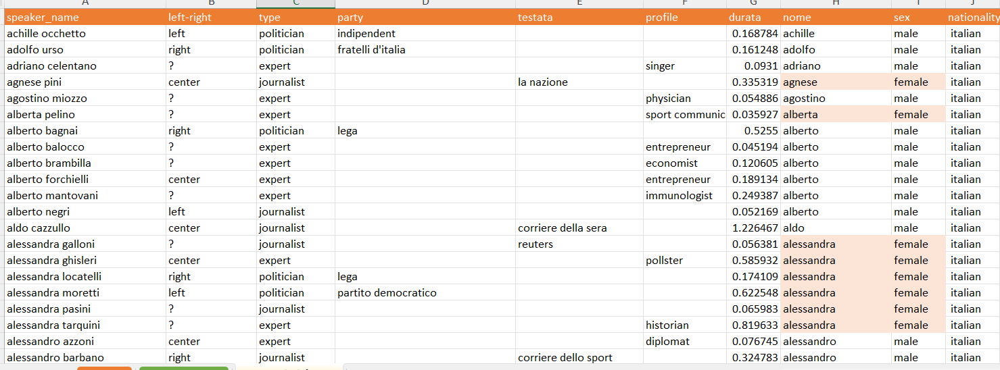 A B C D E F G H I J
speaker_name left-right type party testata profile durata nome sex nationality
achille occhetto left politician indipendent 0.168784 achille male italian
adolfo urso right politician fratelli d'italia 0.161248 adolfo male italian
adriano celentano ? expert singer 0.0931 adriano male italian
agnese pini center journalist la nazione 0.335319 agnese female italian
agostino miozzo ? expert physician 0.054886 agostino male italian
alberta pelino ? expert sport communic 0.035927 alberta female italian
alberto bagnai right politician lega 0.5255 alberto male italian
alberto balocco ? expert entrepreneur 0.045194 alberto male italian
alberto brambilla ? expert economist 0.120605 alberto male italian
alberto forchielli center expert entrepreneur 0.189134 alberto male italian
alberto mantovani ? expert immunologist 0.249387 alberto male italian
alberto negri left journalist 0.052169 alberto male italian
aldo cazzullo center journalist corriere della sera 1.226467 aldo male italian
alessandra galloni ? journalist reuters 0.056381 alessandra female italian
alessandra ghisleri center expert pollster 0.585932 alessandra female italian
alessandra locatelli right politician lega 0.174109 alessandra female italian
alessandra moretti left politician partito democratico 0.622548 alessandra female italian
alessandra pasini ? journalist 0.065983 alessandra female italian
alessandra tarquini ? expert historian 0.819633 alessandra female italian
alessandro azzoni center expert diplomat 0.076745 alessandro male italian
alessandro barbano right journalist corriere dello sport 0.324783 alessandro male italian